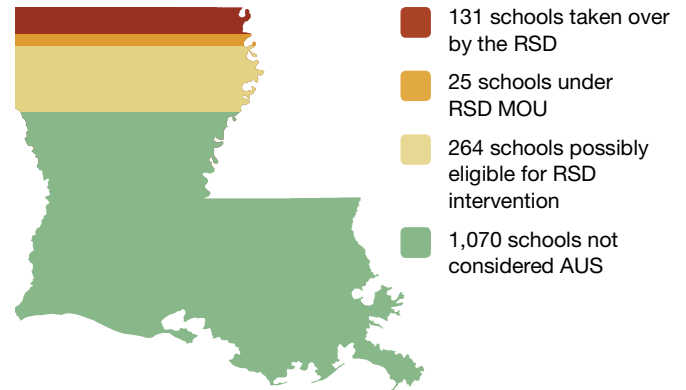 131 schools taken over
by the RSD
25 schools under
RSD MOU
264 schools possibly
eligible for RSD
intervention
1,070 schools not
considered AUS